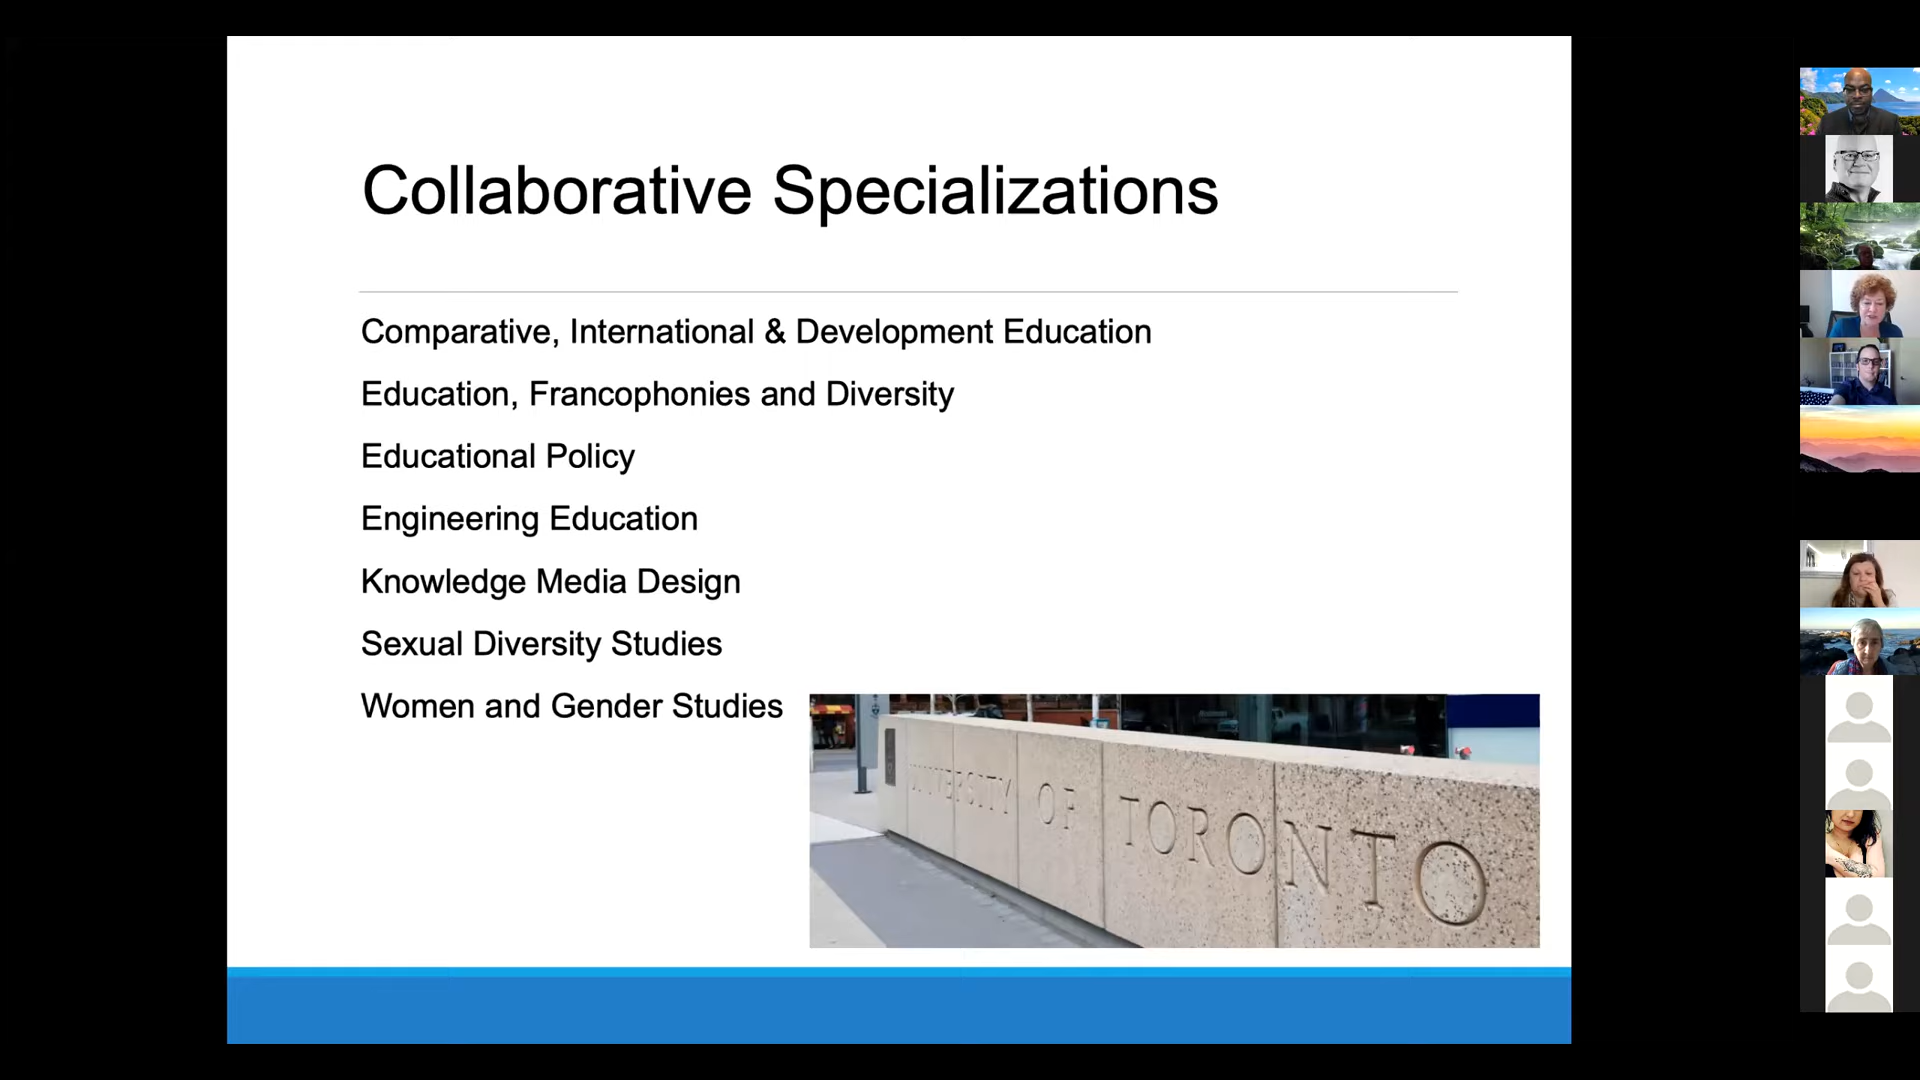 Collaborative Specializations
Comparative, International & Development Education
Education, Francophonies and Diversity
Educational Policy
Engineering Education
Knowledge Media Design
Sexual Diversity Studies
Women and Gender Studies
UNIVERSITY OF TORONTO